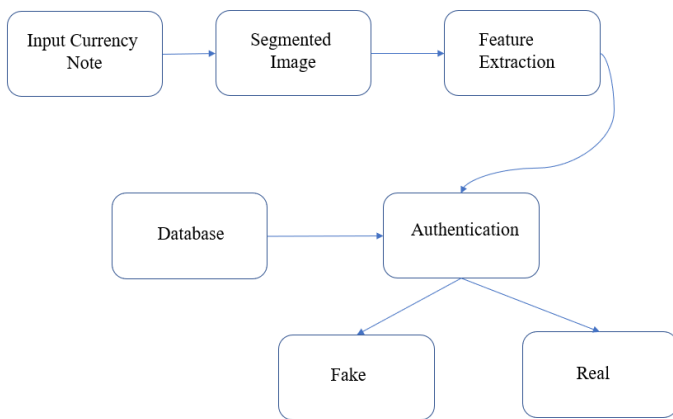 Input Currency
Note
Segmented
Image
Feature
Extraction
Database
Authentication
Fake
Real